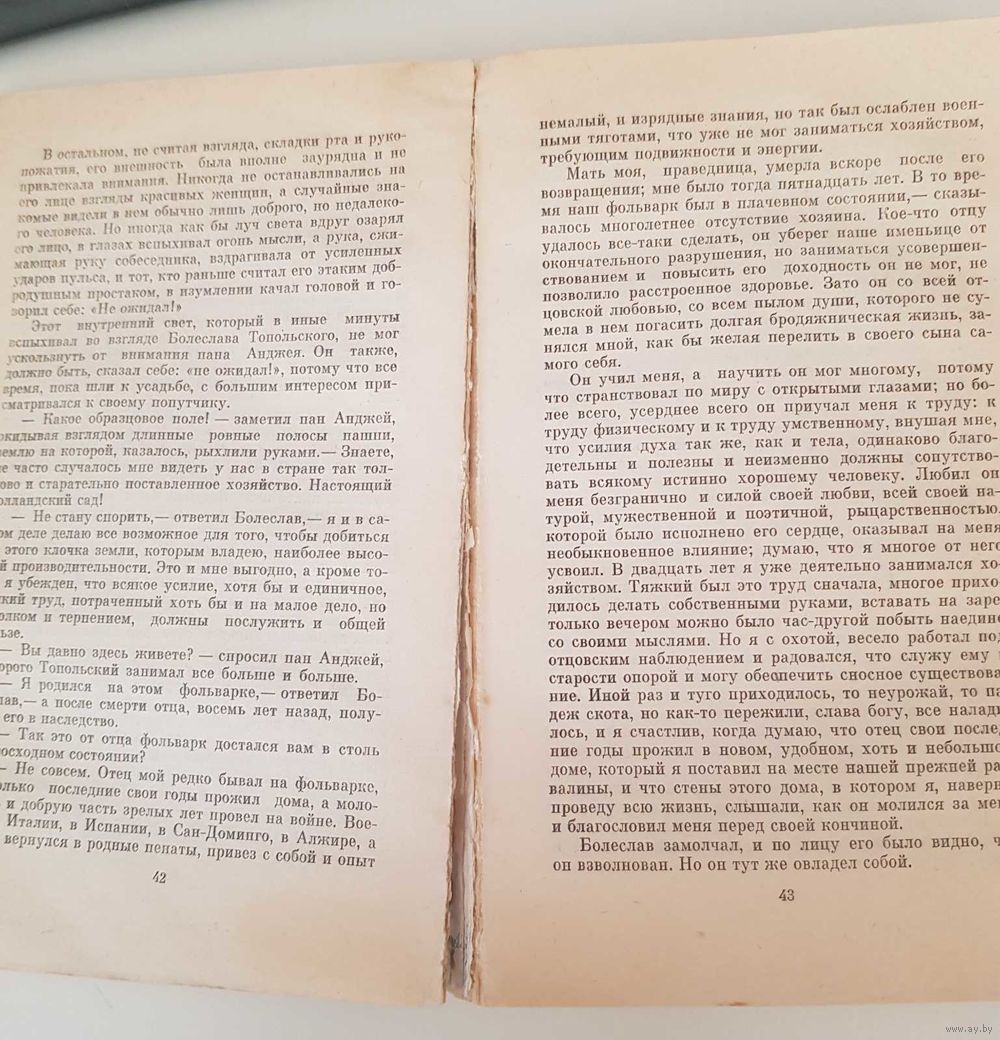 В остальном, не считая взгляда, складки рта и руко-
пожатия, его внешность была вполне заурядна и не
привлекала внимания. Никогда не останавливались на
его лице взгляды красивых женщин, а случайные зна-
комые видели в нем обычно лишь доброго, но недалеко-
го человека. Но иногда как бы луч света вдруг озарял
его лицо, в глазах вспыхивал огонь мысли, а рука, сжи-
мающая руку собеседника, вздрагивала от усиленных
ударов пульса, и тот, кто раньше считал его этаким доб-
родушным простаком, в изумлении качал головой и го-
ворил себе: «Не ожидал!»
Этот внутренний свет, который в иные минуты
вспыхивал во взгляде Болеслава Топольского, не мог
ускользнуть от внимания пана Анджея. Он также,
должно быть, сказал себе: «не ожидал!», потому что все
время, пока шли к усадьбе, с большим интересом при-
сматривался к своему попутчику.
— Какое образцовое поле! — заметил пан Анджей,
окидывая взглядом длинные ровные полосы пашни,
землю на которой, казалось, рыхлили руками.— Знаете,
не часто случалось мне видеть у нас в стране так тол-
ково и старательно поставленное хозяйство. Настоящий
олландский сад!
— Не стану спорить,— ответил Болеслав,— я и в са-
ом деле делаю все возможное для того, чтобы добиться
этого клочка земли, которым владею, наиболее высо-
й производительности. Это и мне выгодно, а кроме то-
я убежден, что всякое усилие, хотя бы и единичное,
кий труд, потраченный хоть бы и на малое дело, но
олком и терпением, должны послужить и общей
ьзе.
— Вы давно здесь живете? — спросил пан Анджей,
орого Топольский занимал все больше и больше.
— Я родился на этом фольварке,— ответил Бо-
лав,— а после смерти отца, восемь лет назад, полу-
его в наследство.
— Так это от отца фольварк достался вам в столь
восходном состоянии?
— Не совсем. Отец мой редко бывал на фольварке,
олько последние свои годы прожил дома, а моло-
и добрую часть зрелых лет провел на войне. Вое-
Италии, в Испании, в Сан-Доминго, в Алжире, а
вернулся в родные пенаты, привез с собой и опыт
42
немалый, и изрядные знания, но так был ослаблен воен-
ными тяготами, что уже не мог заниматься хозяйством,
требующим подвижности и энергии.
Мать моя, праведница, умерла вскоре после его
возвращения; мне было тогда пятнадцать лет. В то вре-
мя наш фольварк был в плачевном состоянии,— сказы-
валось многолетнее отсутствие хозяина. Кое-что отцу
удалось все-таки сделать, он уберег наше именьице от
окончательного разрушения, но заниматься усовершен-
ствованием и повысить его доходность он не мог, не
позволило расстроенное здоровье. Зато он со всей от-
цовской любовью, со всем пылом души, которого не су-
мела в нем погасить долгая бродяжническая жизнь, за-
нялся мной, как бы желая перелить в своего сына са-
мого себя.
Он учил меня, а научить он мог многому, потому
что странствовал по миру с открытыми глазами; но бо-
лее всего, усерднее всего он приучал меня к труду: к
труду физическому и к труду умственному, внушая мне,
что усилия духа так же, как и тела, одинаково благо-
детельны и полезны и неизменно должны сопутство-
вать всякому истинно хорошему человеку. Любил он
меня безгранично и силой своей любви, всей своей на-
турой, мужественной и поэтичной, рыцарственностью,
которой было исполнено его сердце, оказывал на меня
необыкновенное влияние; думаю, что я многое от него
усвоил. В двадцать лет я уже деятельно занимался хо-
зяйством. Тяжкий был это труд сначала, многое прихо-
дилось делать собственными руками, вставать на заре,
только вечером можно было час-другой побыть наедине
со своими мыслями. Но я с охотой, весело работал под
отцовским наблюдением и радовался, что служу ему в
старости опорой и могу обеспечить сносное существова-
ние. Иной раз и туго приходилось, то неурожай, то па-
деж скота, но как-то пережили, слава богу, все налади-
лось, и я счастлив, когда думаю, что отец свои послед-
ние годы прожил в новом, удобном, хоть и небольшом
доме, который я поставил на месте нашей прежней раз-
валины, и что стены этого дома, в котором я, наверно,
проведу всю жизнь, слышали, как он молился за меня
и благословил меня перед своей кончиной.
Болеслав замолчал, и по лицу его было видно, ч
он взволнован. Но он тут же овладел собой.
43
www.ay.by